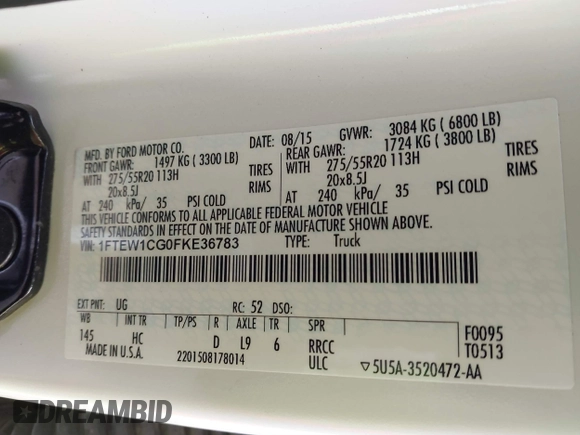 MFD. BY FORD MOTOR CO.
DATE: 08/15 GVWR: 3084 KG ( 6800 LB)
FRONT GAWR: 1497 KG ( 3300 LB)
REAR GAWR: 1724 KG ( 3800 LB)
WITH 275/55R20 113H TIRES
WITH 275/55R20 113H TIRES
20x8.5J RIMS
20x8.5J RIMS
AT 240 kPa/ 35 PSI COLD
AT 240 kPa/ 35 PSI COLD
THIS VEHICLE CONFORMS TO ALL APPLICABLE FEDERAL MOTOR VEHICLE
SAFETY STANDARDS IN EFFECT ON THE DATE OF MANUFACTURE SHOWN ABOVE.
VIN: 1FTEW1CG0FKE36783 TYPE: Truck
EXT PNT: UG RC: 52 DSO:
WB INT TR TP/PS R AXLE TR SPR
145 HC D L9 6 RRCC
F0095
T0513
MADE IN U.S.A. 2201508178014 ULC ▽5U5A-3520472-AA
DREAMBID